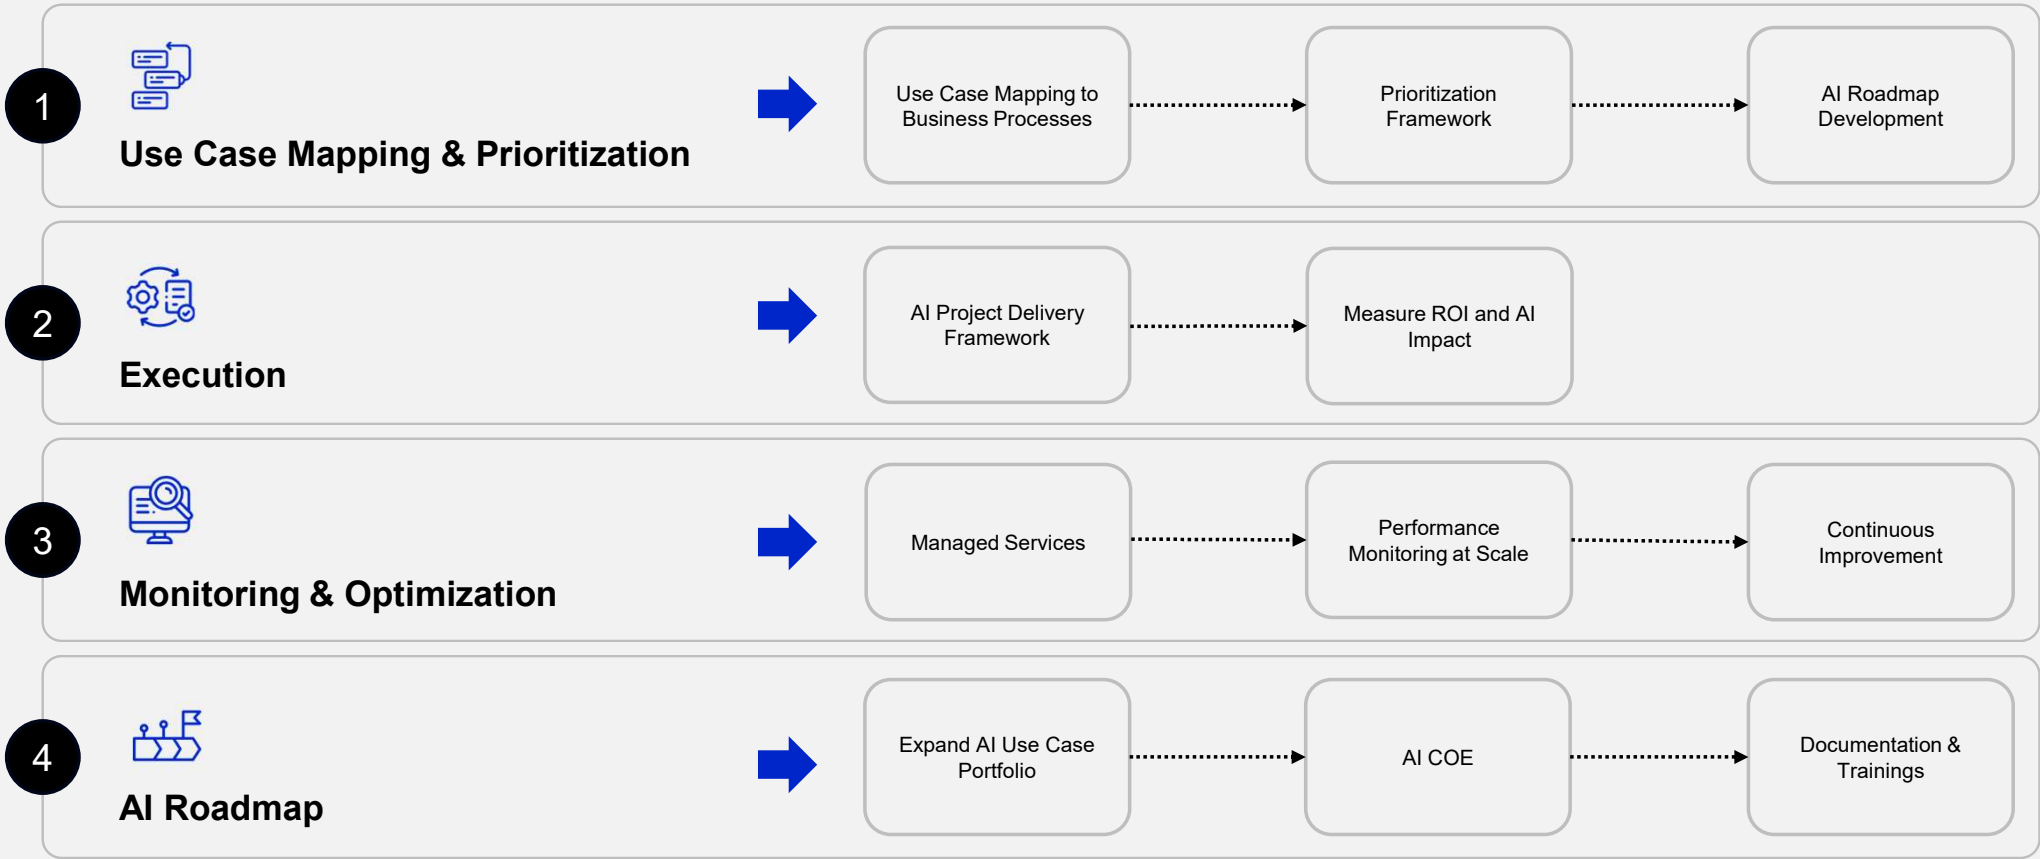 1
Use Case Mapping & Prioritization
Use Case Mapping to
Business Processes
Prioritization
Framework
AI Roadmap
Development
2
Execution
AI Project Delivery
Framework
Measure ROI and AI
Impact
3
Monitoring & Optimization
Managed Services
Performance
Monitoring at Scale
Continuous
Improvement
4
AI Roadmap
Expand AI Use Case
Portfolio
AI COE
Documentation &
Trainings